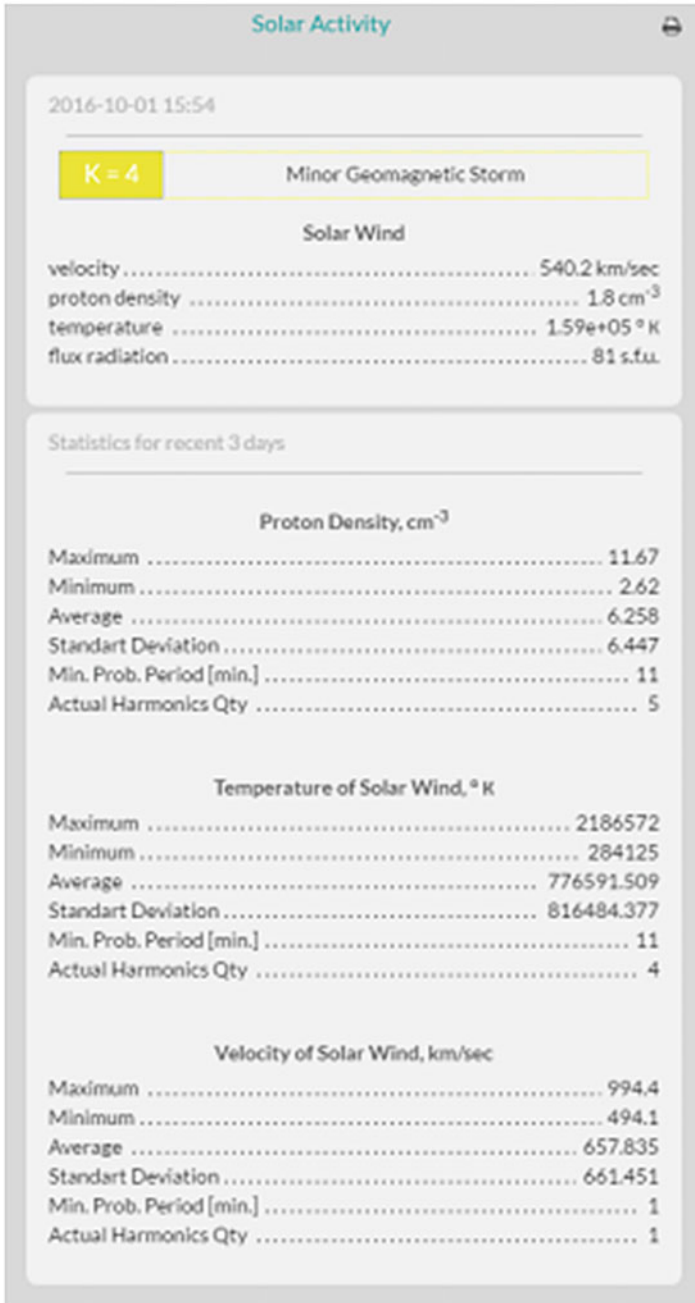 Solar Activity
2016-10-01 15:54
K = 4 Minor Geomagnetic Storm
Solar Wind
velocity 540.2 km/sec
proton density 1.8 cm-3
temperature 1.59e+05 ° K
flux radiation 81 s.f.u.
Statistics for recent 3 days
Proton Density, cm-3
Maximum 11.67
Minimum 2.62
Average 6.258
Standart Deviation 6.447
Min. Prob. Period [min.] 11
Actual Harmonics Qty 5
Temperature of Solar Wind, ° K
Maximum 2186572
Minimum 284125
Average 776591.509
Standart Deviation 816484.377
Min. Prob. Period [min.] 11
Actual Harmonics Qty 4
Velocity of Solar Wind, km/sec
Maximum 994.4
Minimum 494.1
Average 657.835
Standart Deviation 661.451
Min. Prob. Period [min.] 1
Actual Harmonics Qty 1